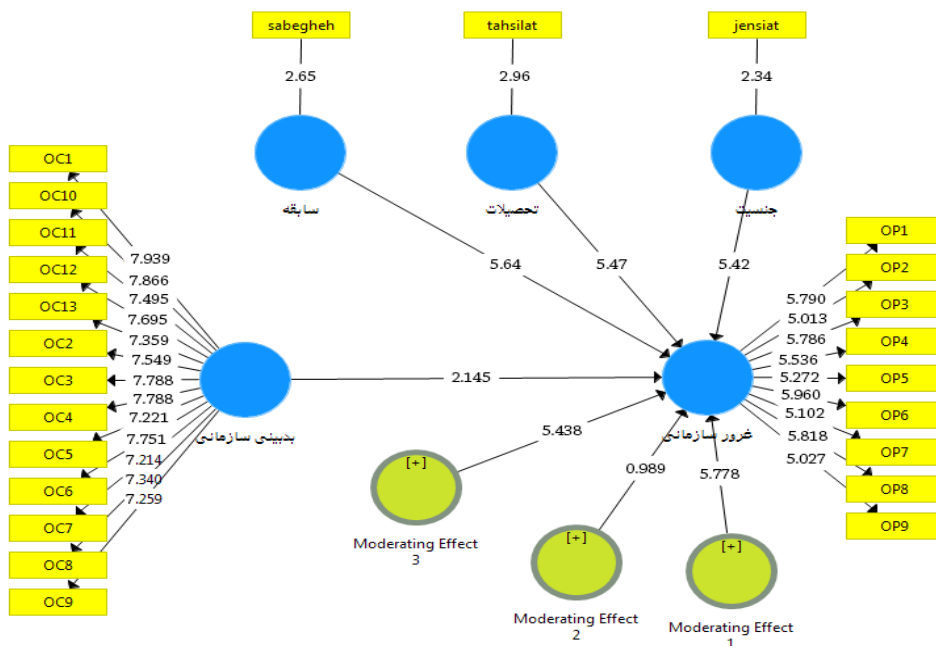 sabegheh
tahsilat
jensiat
2.65
2.96
2.34
سابقه
تحصیلات
جنسیت
OC1
OC10
OC11
OC12
OC13
OC2
OC3
OC4
OC5
OC6
OC7
OC8
OC9
7.939
7.866
7.495
7.695
7.359
7.549
7.788
7.788
7.221
7.751
7.214
7.340
7.259
بدبینی سازمانی
5.64
5.47
5.42
2.145
5.438
0.989
5.778
غرور سازمانی
5.790
5.013
5.786
5.536
5.272
5.960
5.102
5.818
5.027
OP1
OP2
OP3
OP4
OP5
OP6
OP7
OP8
OP9
[+]
Moderating Effect
3
[+]
Moderating Effect
2
[+]
Moderating Effect
1